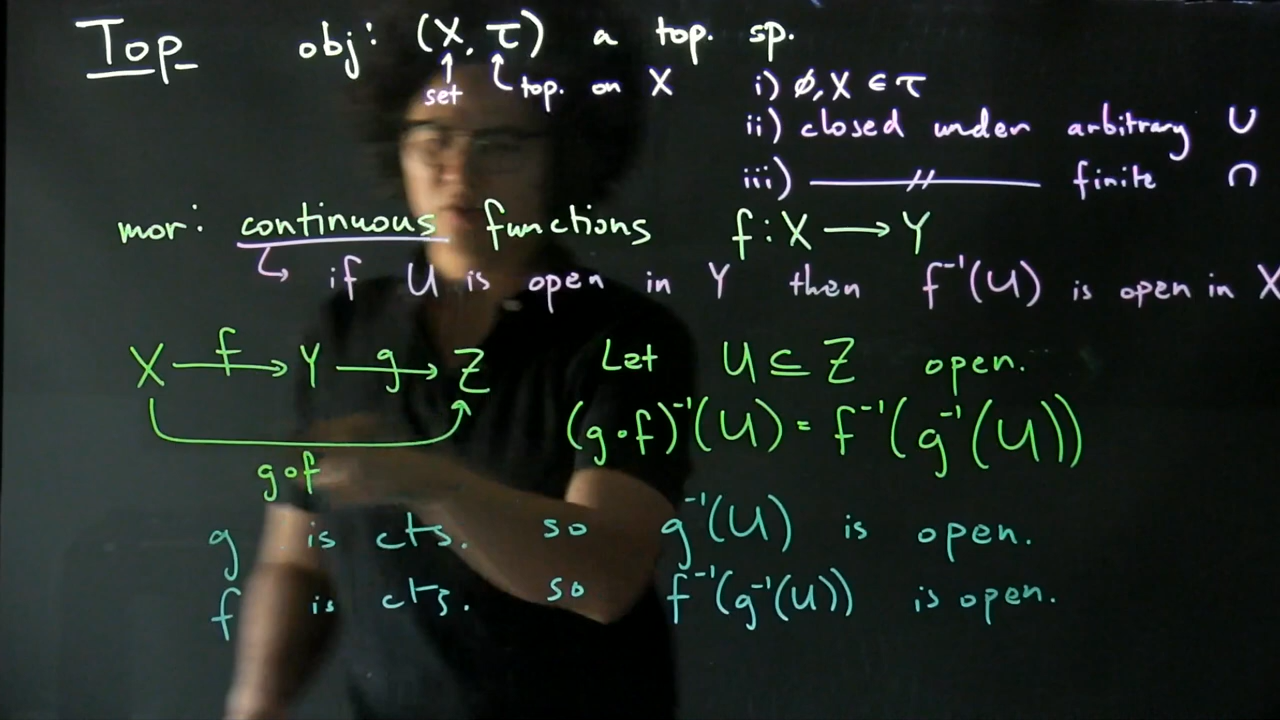 Top obj: (X, τ) a top. sp.
set top. on X i) ∅, X ∈ τ
ii) closed under arbitrary ∪
iii) —〃— finite ∩
mor: continuous functions f : X ⟶ Y
↳ if U is open in Y then f⁻¹(U) is open in X
X —f→ Y —g→ Z Let U ⊆ Z open.
(g∘f)⁻¹(U) = f⁻¹(g⁻¹(U))
g∘f
g is cts. so g⁻¹(U) is open.
f is cts. so f⁻¹(g⁻¹(U)) is open.